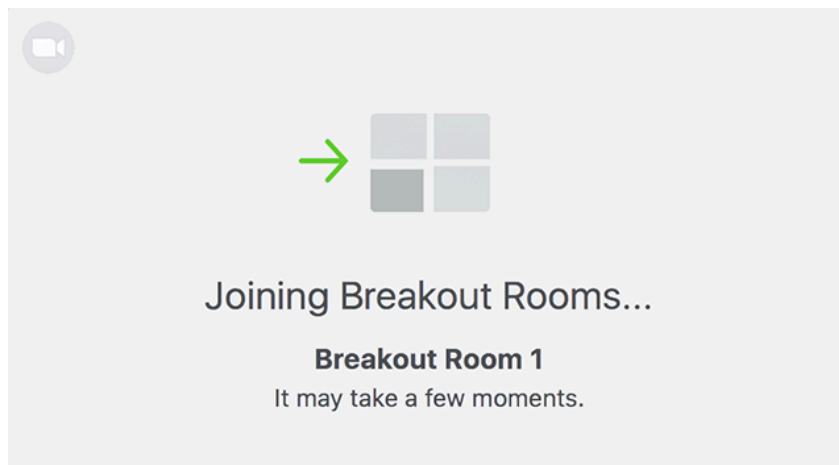 Joining Breakout Rooms...
Breakout Room 1
It may take a few moments.